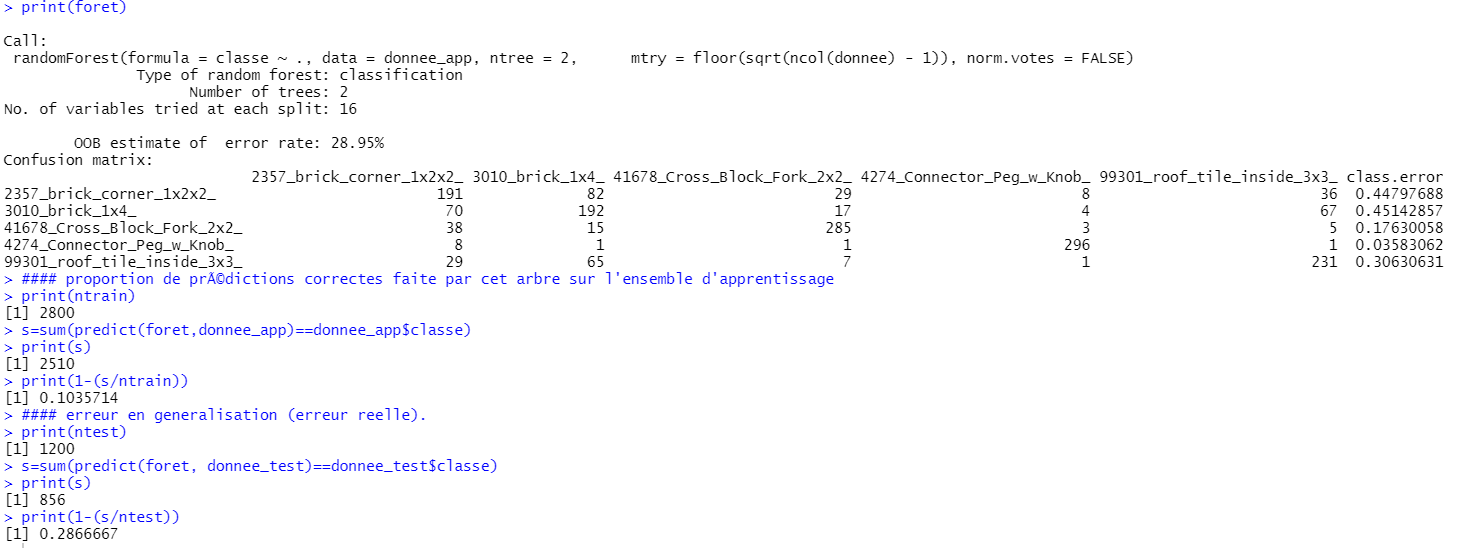 > print(foret)
Call:
 randomForest(formula = classe ~ ., data = donnee_app, ntree = 2,      mtry = floor(sqrt(ncol(donnee) - 1)), norm.votes = FALSE)
               Type of random forest: classification
                     Number of trees: 2
No. of variables tried at each split: 16
        OOB estimate of  error rate: 28.95%
Confusion matrix:
                            2357_brick_corner_1x2x2_ 3010_brick_1x4_ 41678_Cross_Block_Fork_2x2_ 4274_Connector_Peg_w_Knob_ 99301_roof_tile_inside_3x3_ class.error
2357_brick_corner_1x2x2_                         191              82                          29                          8                          36  0.44797688
3010_brick_1x4_                                   70             192                          17                          4                          67  0.45142857
41678_Cross_Block_Fork_2x2_                       38              15                         285                          3                           5  0.17630058
4274_Connector_Peg_w_Knob_                         8               1                           1                        296                           1  0.03583062
99301_roof_tile_inside_3x3_                       29              65                           7                          1                         231  0.30630631
> #### proportion de prÃ©dictions correctes faite par cet arbre sur l'ensemble d'apprentissage
> print(ntrain)
[1] 2800
> s=sum(predict(foret,donnee_app)==donnee_app$classe)
> print(s)
[1] 2510
> print(1-(s/ntrain))
[1] 0.1035714
> #### erreur en generalisation (erreur reelle).
> print(ntest)
[1] 1200
> s=sum(predict(foret, donnee_test)==donnee_test$classe)
> print(s)
[1] 856
> print(1-(s/ntest))
[1] 0.2866667